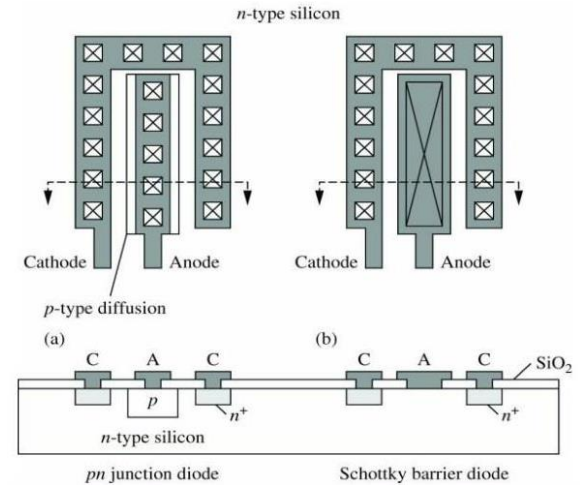 n-type silicon
Cathode Anode Cathode Anode
p-type diffusion
(a) (b)
C A C C A C
SiO₂
p
n⁺ n⁺
n-type silicon
pn junction diode Schottky barrier diode